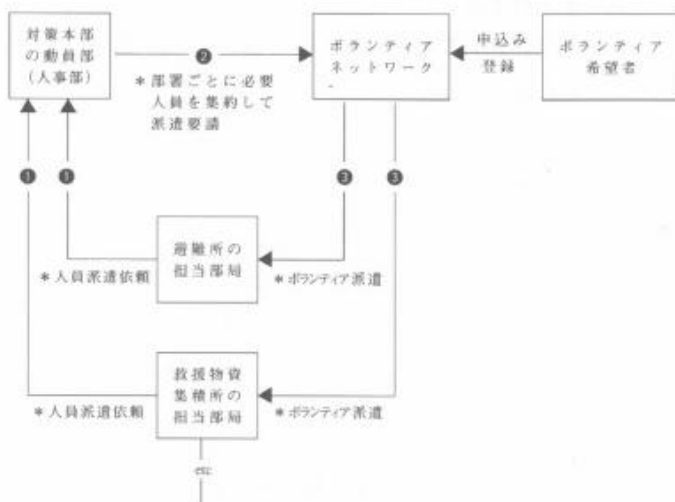 対策本部
の動員部
(人事部)
❷
*部署ごとに必要
人員を集約して
派遣要請
ボランティア
ネットワーク
申込み
登録
ボランティア
希望者
❶
❶
❸
❸
避難所の
担当部局
*人員派遣依頼
*ボランティア派遣
救援物資
集積所の
担当部局
*人員派遣依頼
*ボランティア派遣
etc